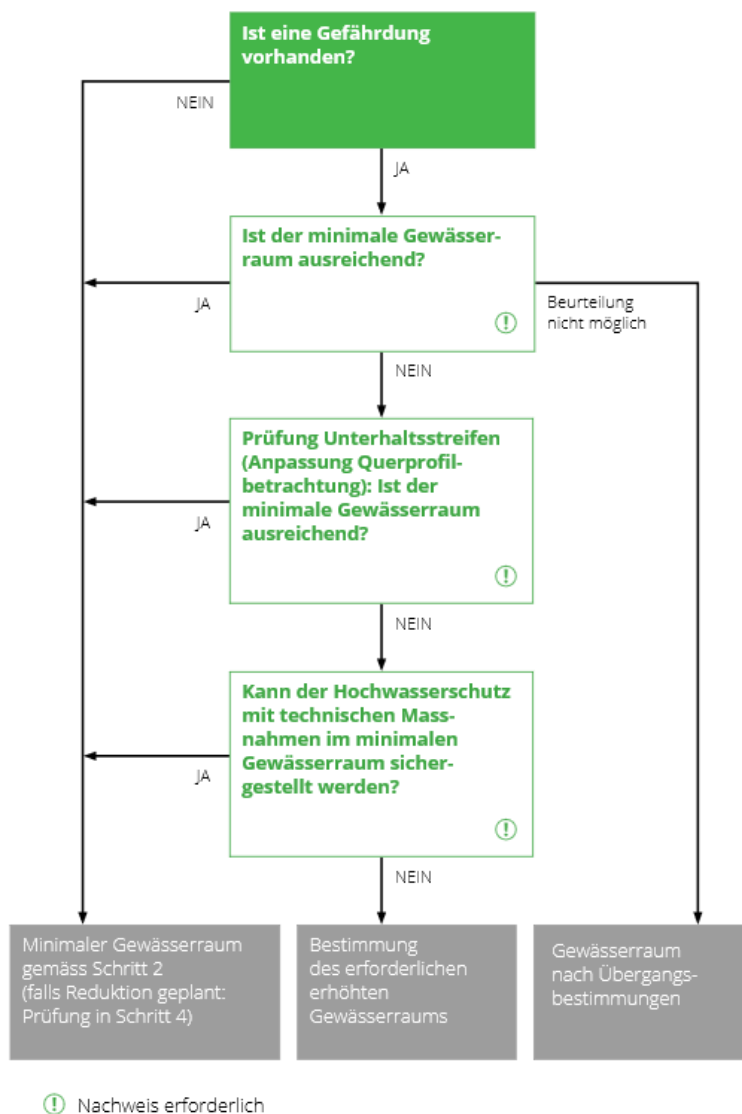 Ist eine Gefährdung
vorhanden?
NEIN
JA
Ist der minimale Gewässer-
raum ausreichend?
JA
Beurteilung
nicht möglich
NEIN
Prüfung Unterhaltsstreifen
(Anpassung Querprofil-
betrachtung): Ist der
minimale Gewässerraum
ausreichend?
JA
NEIN
Kann der Hochwasserschutz
mit technischen Mass-
nahmen im minimalen
Gewässerraum sicher-
gestellt werden?
JA
NEIN
Minimaler Gewässerraum
gemäss Schritt 2
(falls Reduktion geplant:
Prüfung in Schritt 4)
Bestimmung
des erforderlichen
erhöhten
Gewässerraums
Gewässerraum
nach Übergangs-
bestimmungen
Nachweis erforderlich